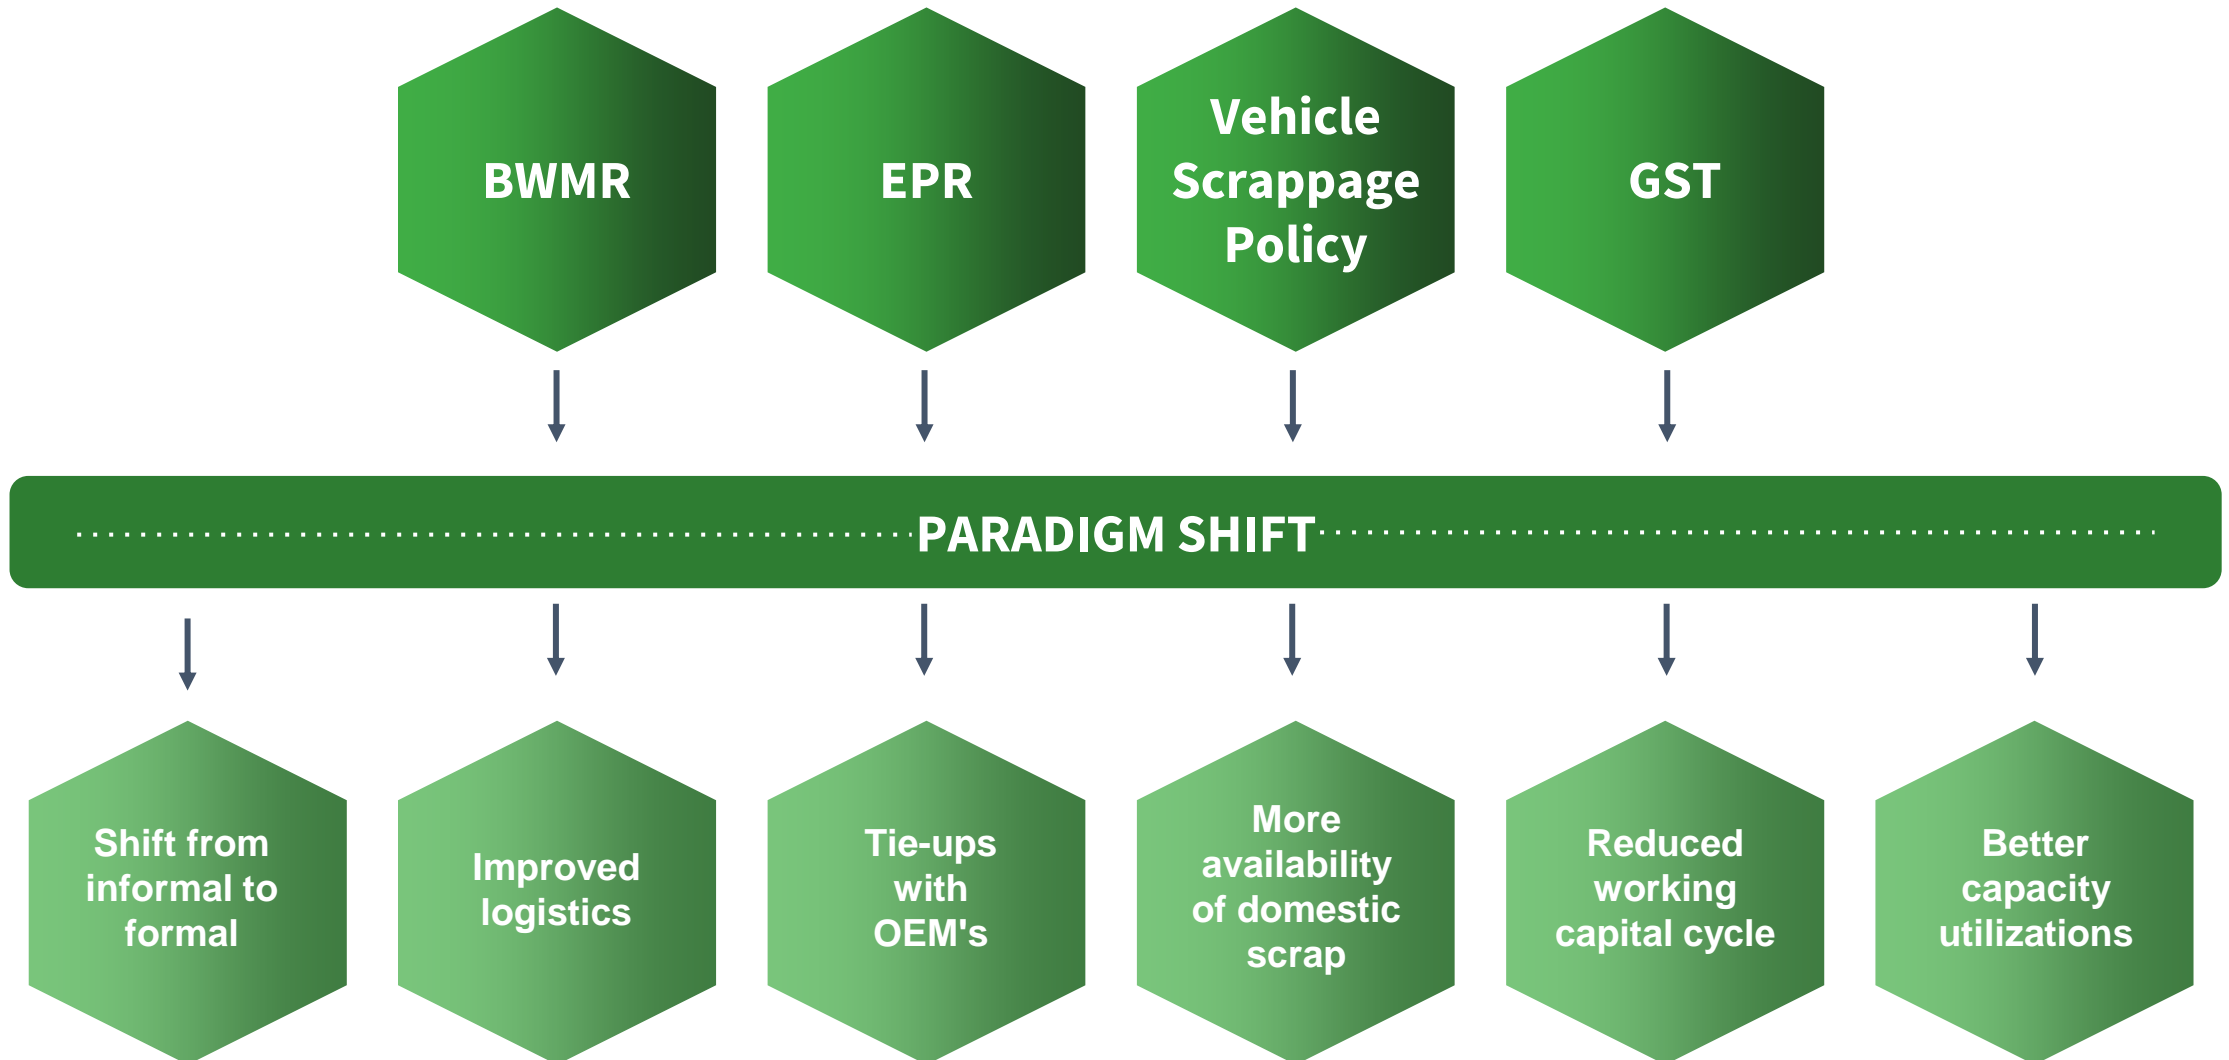 BWMR
EPR
Vehicle
Scrappage
Policy
GST
PARADIGM SHIFT
Shift from
informal to
formal
Improved
logistics
Tie-ups
with
OEM's
More
availability
of domestic
scrap
Reduced
working
capital cycle
Better
capacity
utilizations